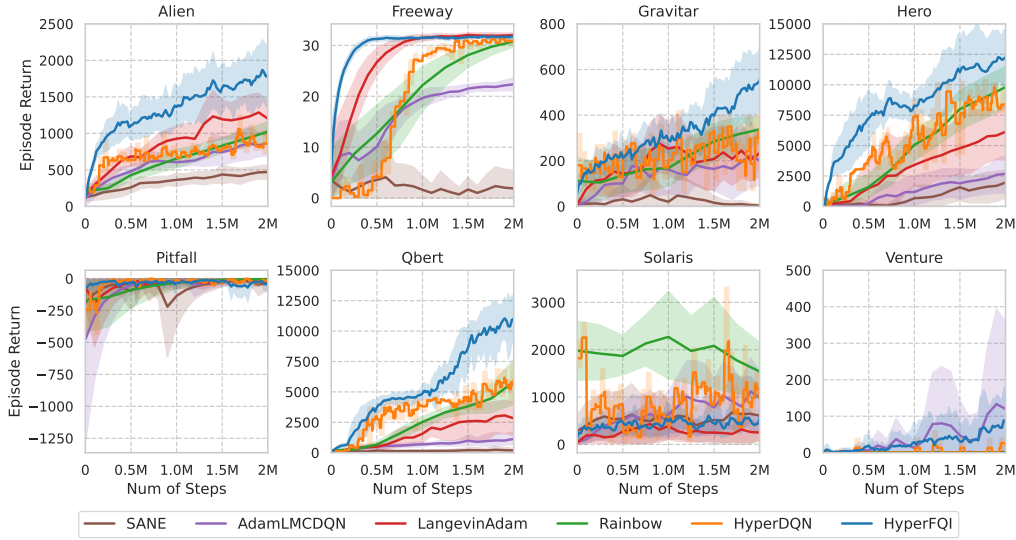 Alien
Freeway
Gravitar
Hero
Episode Return
2500
2000
1500
1000
500
0
30
20
10
0
800
600
400
200
0
15000
12500
10000
7500
5000
2500
0
0 0.5M 1.0M 1.5M 2M
0 0.5M 1.0M 1.5M 2M
0 0.5M 1.0M 1.5M 2M
0 0.5M 1.0M 1.5M 2M
Pitfall
Qbert
Solaris
Venture
Episode Return
0
−250
−500
−750
−1000
−1250
15000
12500
10000
7500
5000
2500
0
3000
2000
1000
0
500
400
300
200
100
0
0 0.5M 1.0M 1.5M 2M
0 0.5M 1.0M 1.5M 2M
0 0.5M 1.0M 1.5M 2M
0 0.5M 1.0M 1.5M 2M
Num of Steps
Num of Steps
Num of Steps
Num of Steps
SANE AdamLMCDQN LangevinAdam Rainbow HyperDQN HyperFQI